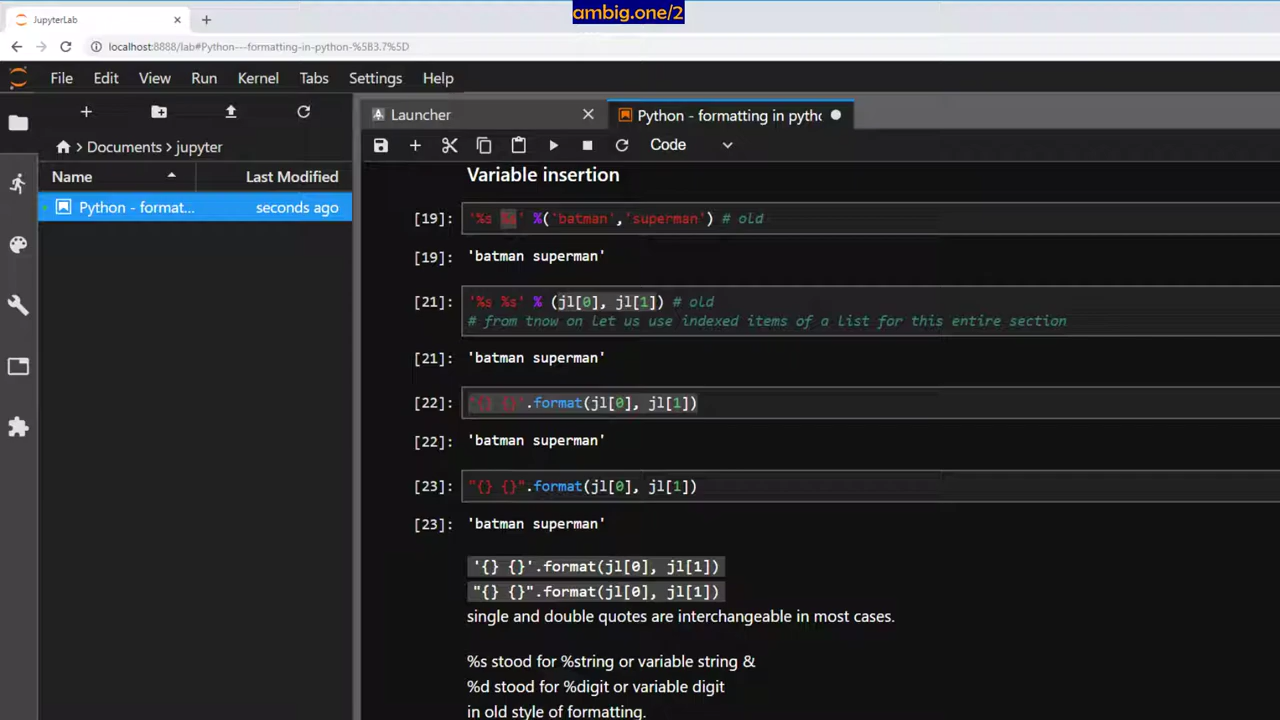 ambig.one/2
JupyterLab
localhost:8888/lab#Python---formatting-in-python-%5B3.7%5D
File Edit View Run Kernel Tabs Settings Help
Launcher
Python - formatting in pytho
Code
Documents > jupyter
Name Last Modified
Python - format... seconds ago
Variable insertion
[19]: '%s %s' %('batman','superman') # old
[19]: 'batman superman'
[21]: '%s %s' % (jl[0], jl[1]) # old
# from tnow on let us use indexed items of a list for this entire section
[21]: 'batman superman'
[22]: '{} {}'.format(jl[0], jl[1])
[22]: 'batman superman'
[23]: "{} {}".format(jl[0], jl[1])
[23]: 'batman superman'
'{} {}'.format(jl[0], jl[1])
"{} {}".format(jl[0], jl[1])
single and double quotes are interchangeable in most cases.
%s stood for %string or variable string &
%d stood for %digit or variable digit
in old style of formatting.